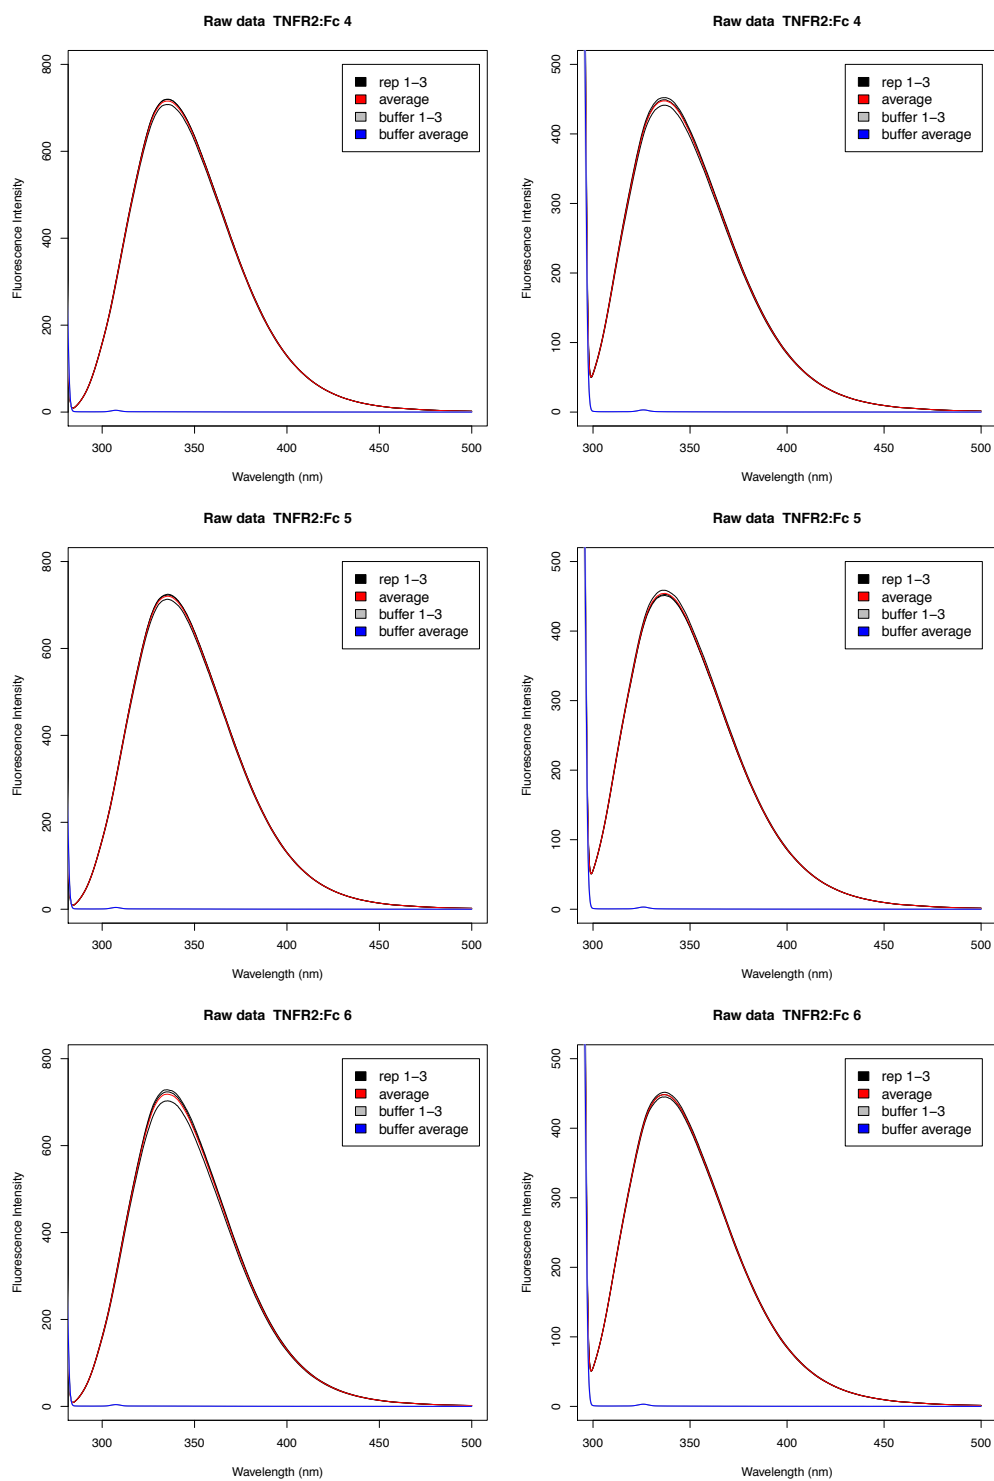 Raw data  TNFR2:Fc 4
Fluorescence Intensity
800
600
400
200
0
rep 1−3
average
buffer 1−3
buffer average
300 350 400 450 500
Wavelength (nm)
Raw data  TNFR2:Fc 4
Fluorescence Intensity
500
400
300
200
100
0
rep 1−3
average
buffer 1−3
buffer average
300 350 400 450 500
Wavelength (nm)
Raw data  TNFR2:Fc 5
Fluorescence Intensity
800
600
400
200
0
rep 1−3
average
buffer 1−3
buffer average
300 350 400 450 500
Wavelength (nm)
Raw data  TNFR2:Fc 5
Fluorescence Intensity
500
400
300
200
100
0
rep 1−3
average
buffer 1−3
buffer average
300 350 400 450 500
Wavelength (nm)
Raw data  TNFR2:Fc 6
Fluorescence Intensity
800
600
400
200
0
rep 1−3
average
buffer 1−3
buffer average
300 350 400 450 500
Wavelength (nm)
Raw data  TNFR2:Fc 6
Fluorescence Intensity
500
400
300
200
100
0
rep 1−3
average
buffer 1−3
buffer average
300 350 400 450 500
Wavelength (nm)